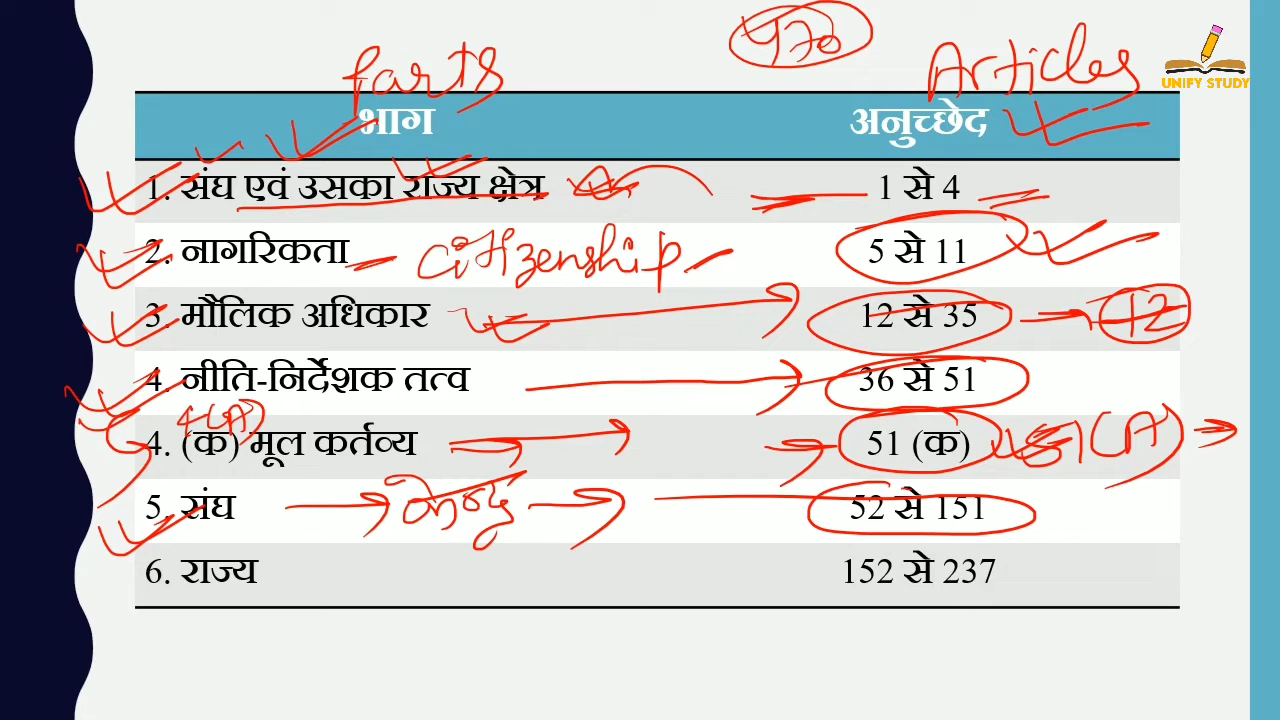 470
Parts Articles
UNIFY STUDY
भाग अनुच्छेद
1. संघ एवं उसका राज्य क्षेत्र 1 से 4
2. नागरिकता citizenship 5 से 11
3. मौलिक अधिकार 12 से 35 12
4. नीति-निर्देशक तत्व 36 से 51
4(A)
4. (क) मूल कर्तव्य 51 (क) 51(A)
5. संघ केन्द्र 52 से 151
6. राज्य 152 से 237